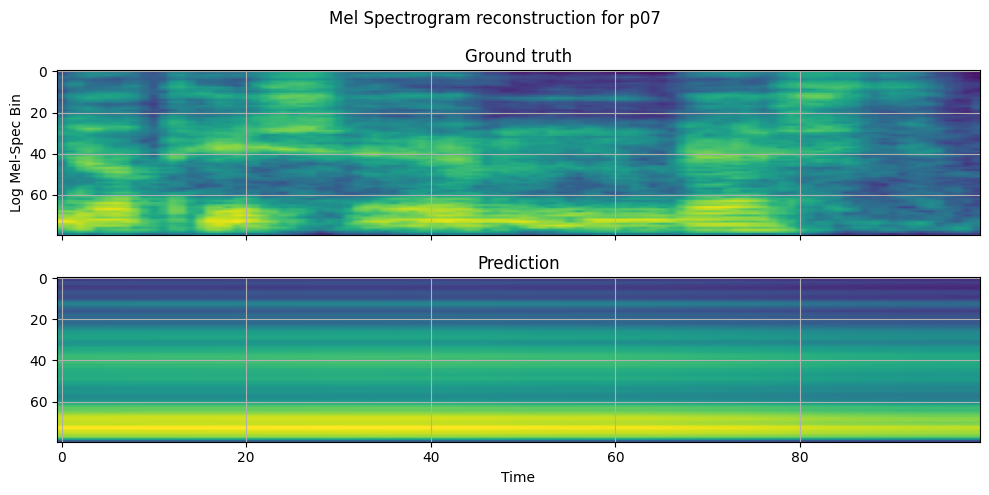 Mel Spectrogram reconstruction for p07
Ground truth
0
20
40
60
Log Mel-Spec Bin
Prediction
0
20
40
60
0 20 40 60 80
Time